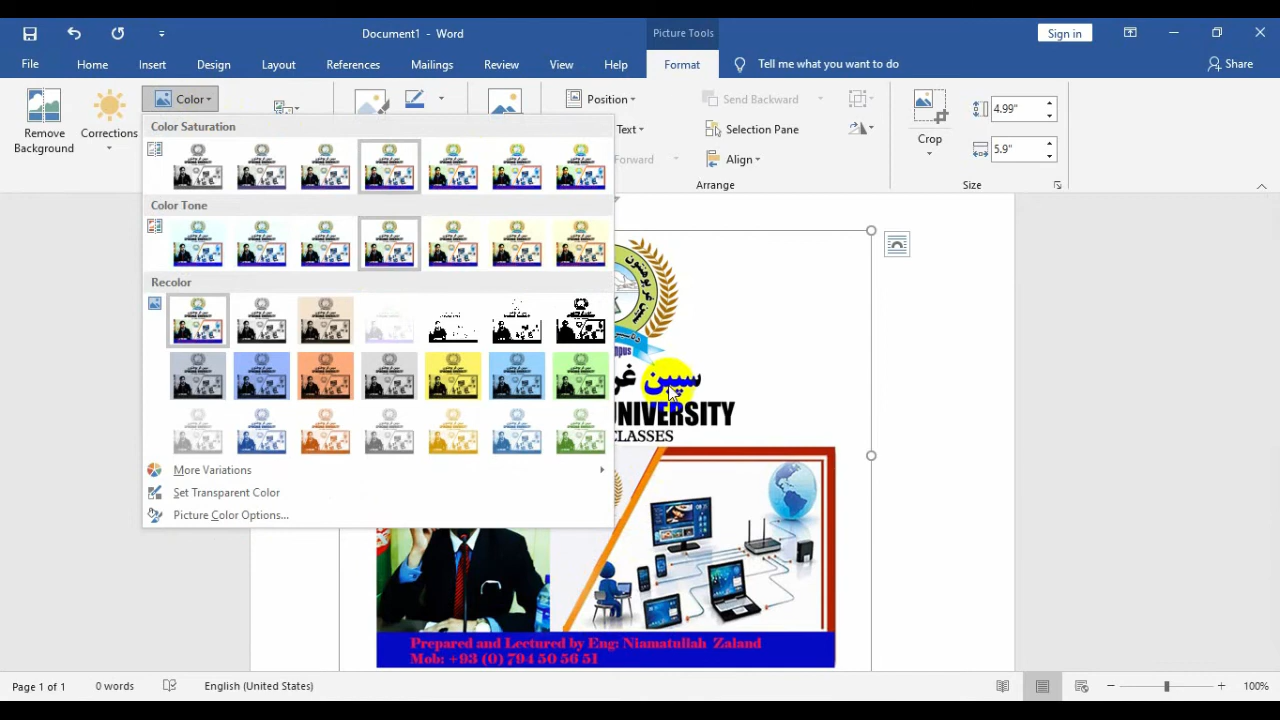 Document1 - Word
Picture Tools
Sign in
File
Home
Insert
Design
Layout
References
Mailings
Review
View
Help
Format
Tell me what you want to do
Share
Remove Background
Corrections
Color
Position
Text
Forward
Send Backward
Selection Pane
Align
Arrange
Crop
4.99"
5.9"
Size
Color Saturation
Color Tone
Recolor
More Variations
Set Transparent Color
Picture Color Options...
سپين غر
UNIVERSITY
CLASSES
Prepared and Lectured by Eng: Niamatullah Zaland
Mob: +93 (0) 794 50 56 51
Page 1 of 1
0 words
English (United States)
100%